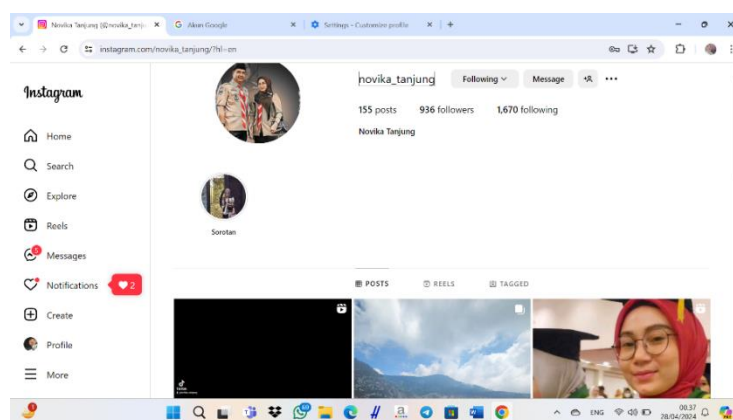 Novika Tanjung (@novika_tanju
Akun Google
Settings - Customize profile
instagram.com/novika_tanjung/?hl=en
Instagram
novika_tanjung
Following
Message
155 posts 936 followers 1,670 following
Novika Tanjung
Home
Search
Explore
Reels
Messages
Notifications
2
Create
Profile
More
Sorotan
POSTS
REELS
TAGGED
TikTok
ENG
00.37
28/04/2024